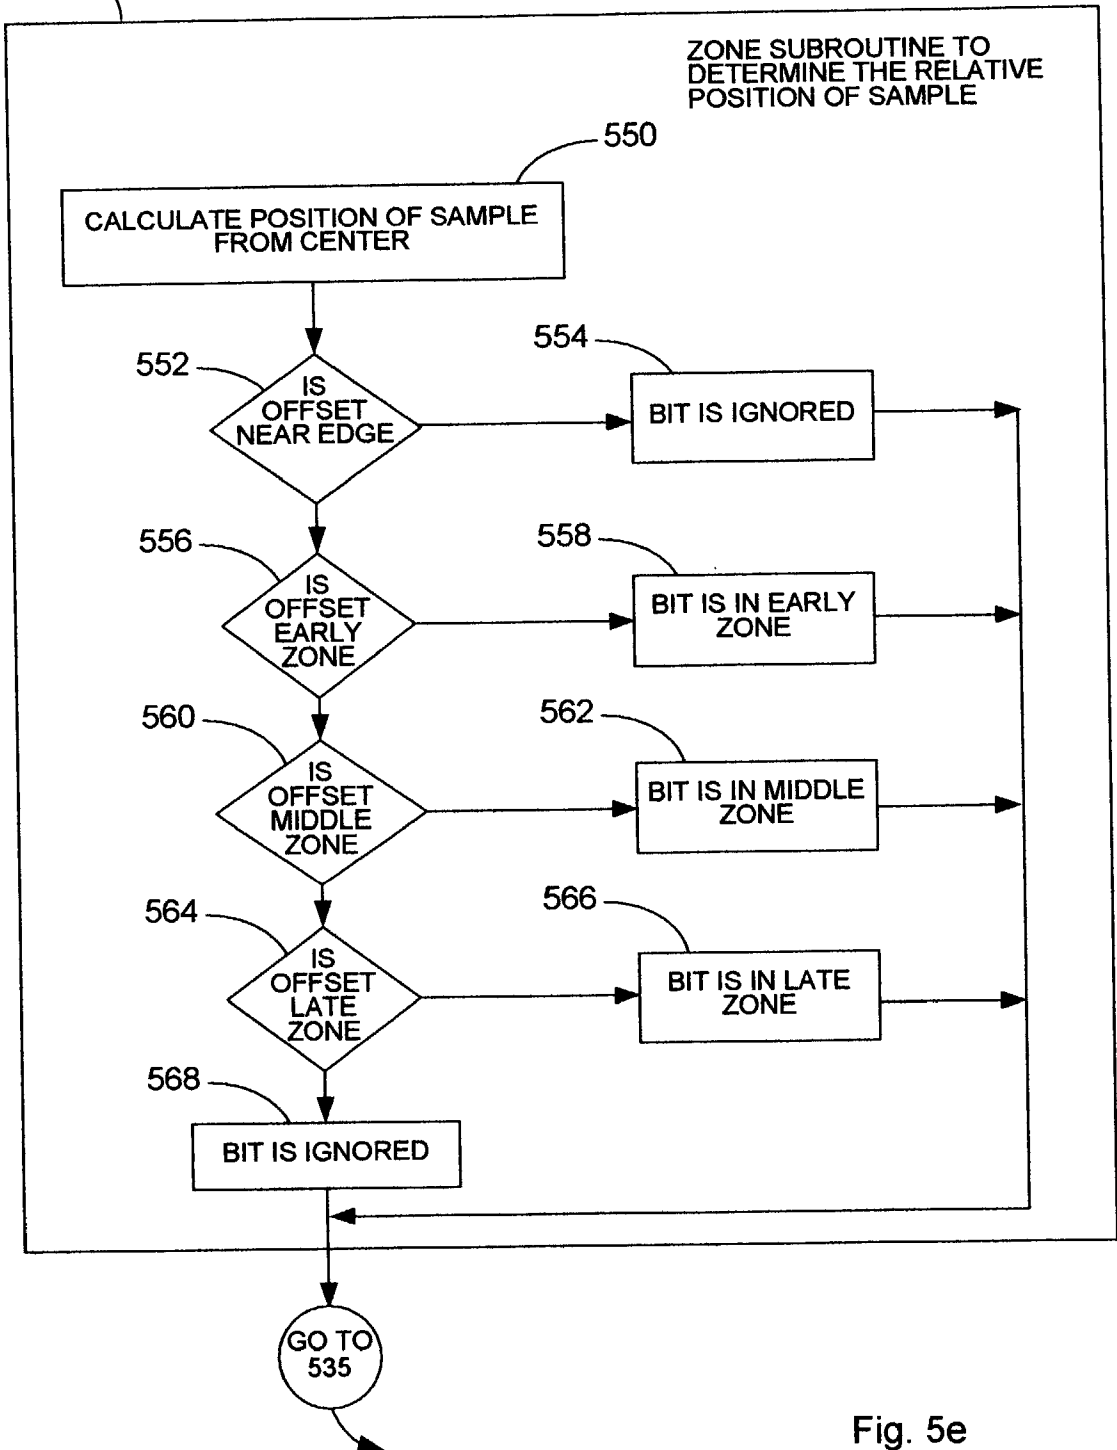 ZONE SUBROUTINE TO
DETERMINE THE RELATIVE
POSITION OF SAMPLE
550
CALCULATE POSITION OF SAMPLE
FROM CENTER
552
IS
OFFSET
NEAR EDGE
554
BIT IS IGNORED
556
IS
OFFSET
EARLY
ZONE
558
BIT IS IN EARLY
ZONE
560
IS
OFFSET
MIDDLE
ZONE
562
BIT IS IN MIDDLE
ZONE
564
IS
OFFSET
LATE
ZONE
566
BIT IS IN LATE
ZONE
568
BIT IS IGNORED
GO TO
535
Fig. 5e